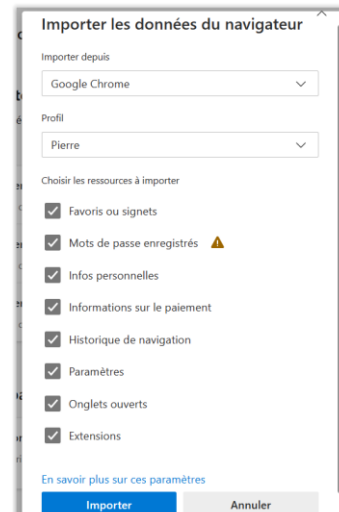 Importer les données du navigateur
Importer depuis
Google Chrome
Profil
Pierre
Choisir les ressources à importer
Favoris ou signets
Mots de passe enregistrés
Infos personnelles
Informations sur le paiement
Historique de navigation
Paramètres
Onglets ouverts
Extensions
En savoir plus sur ces paramètres
Importer Annuler